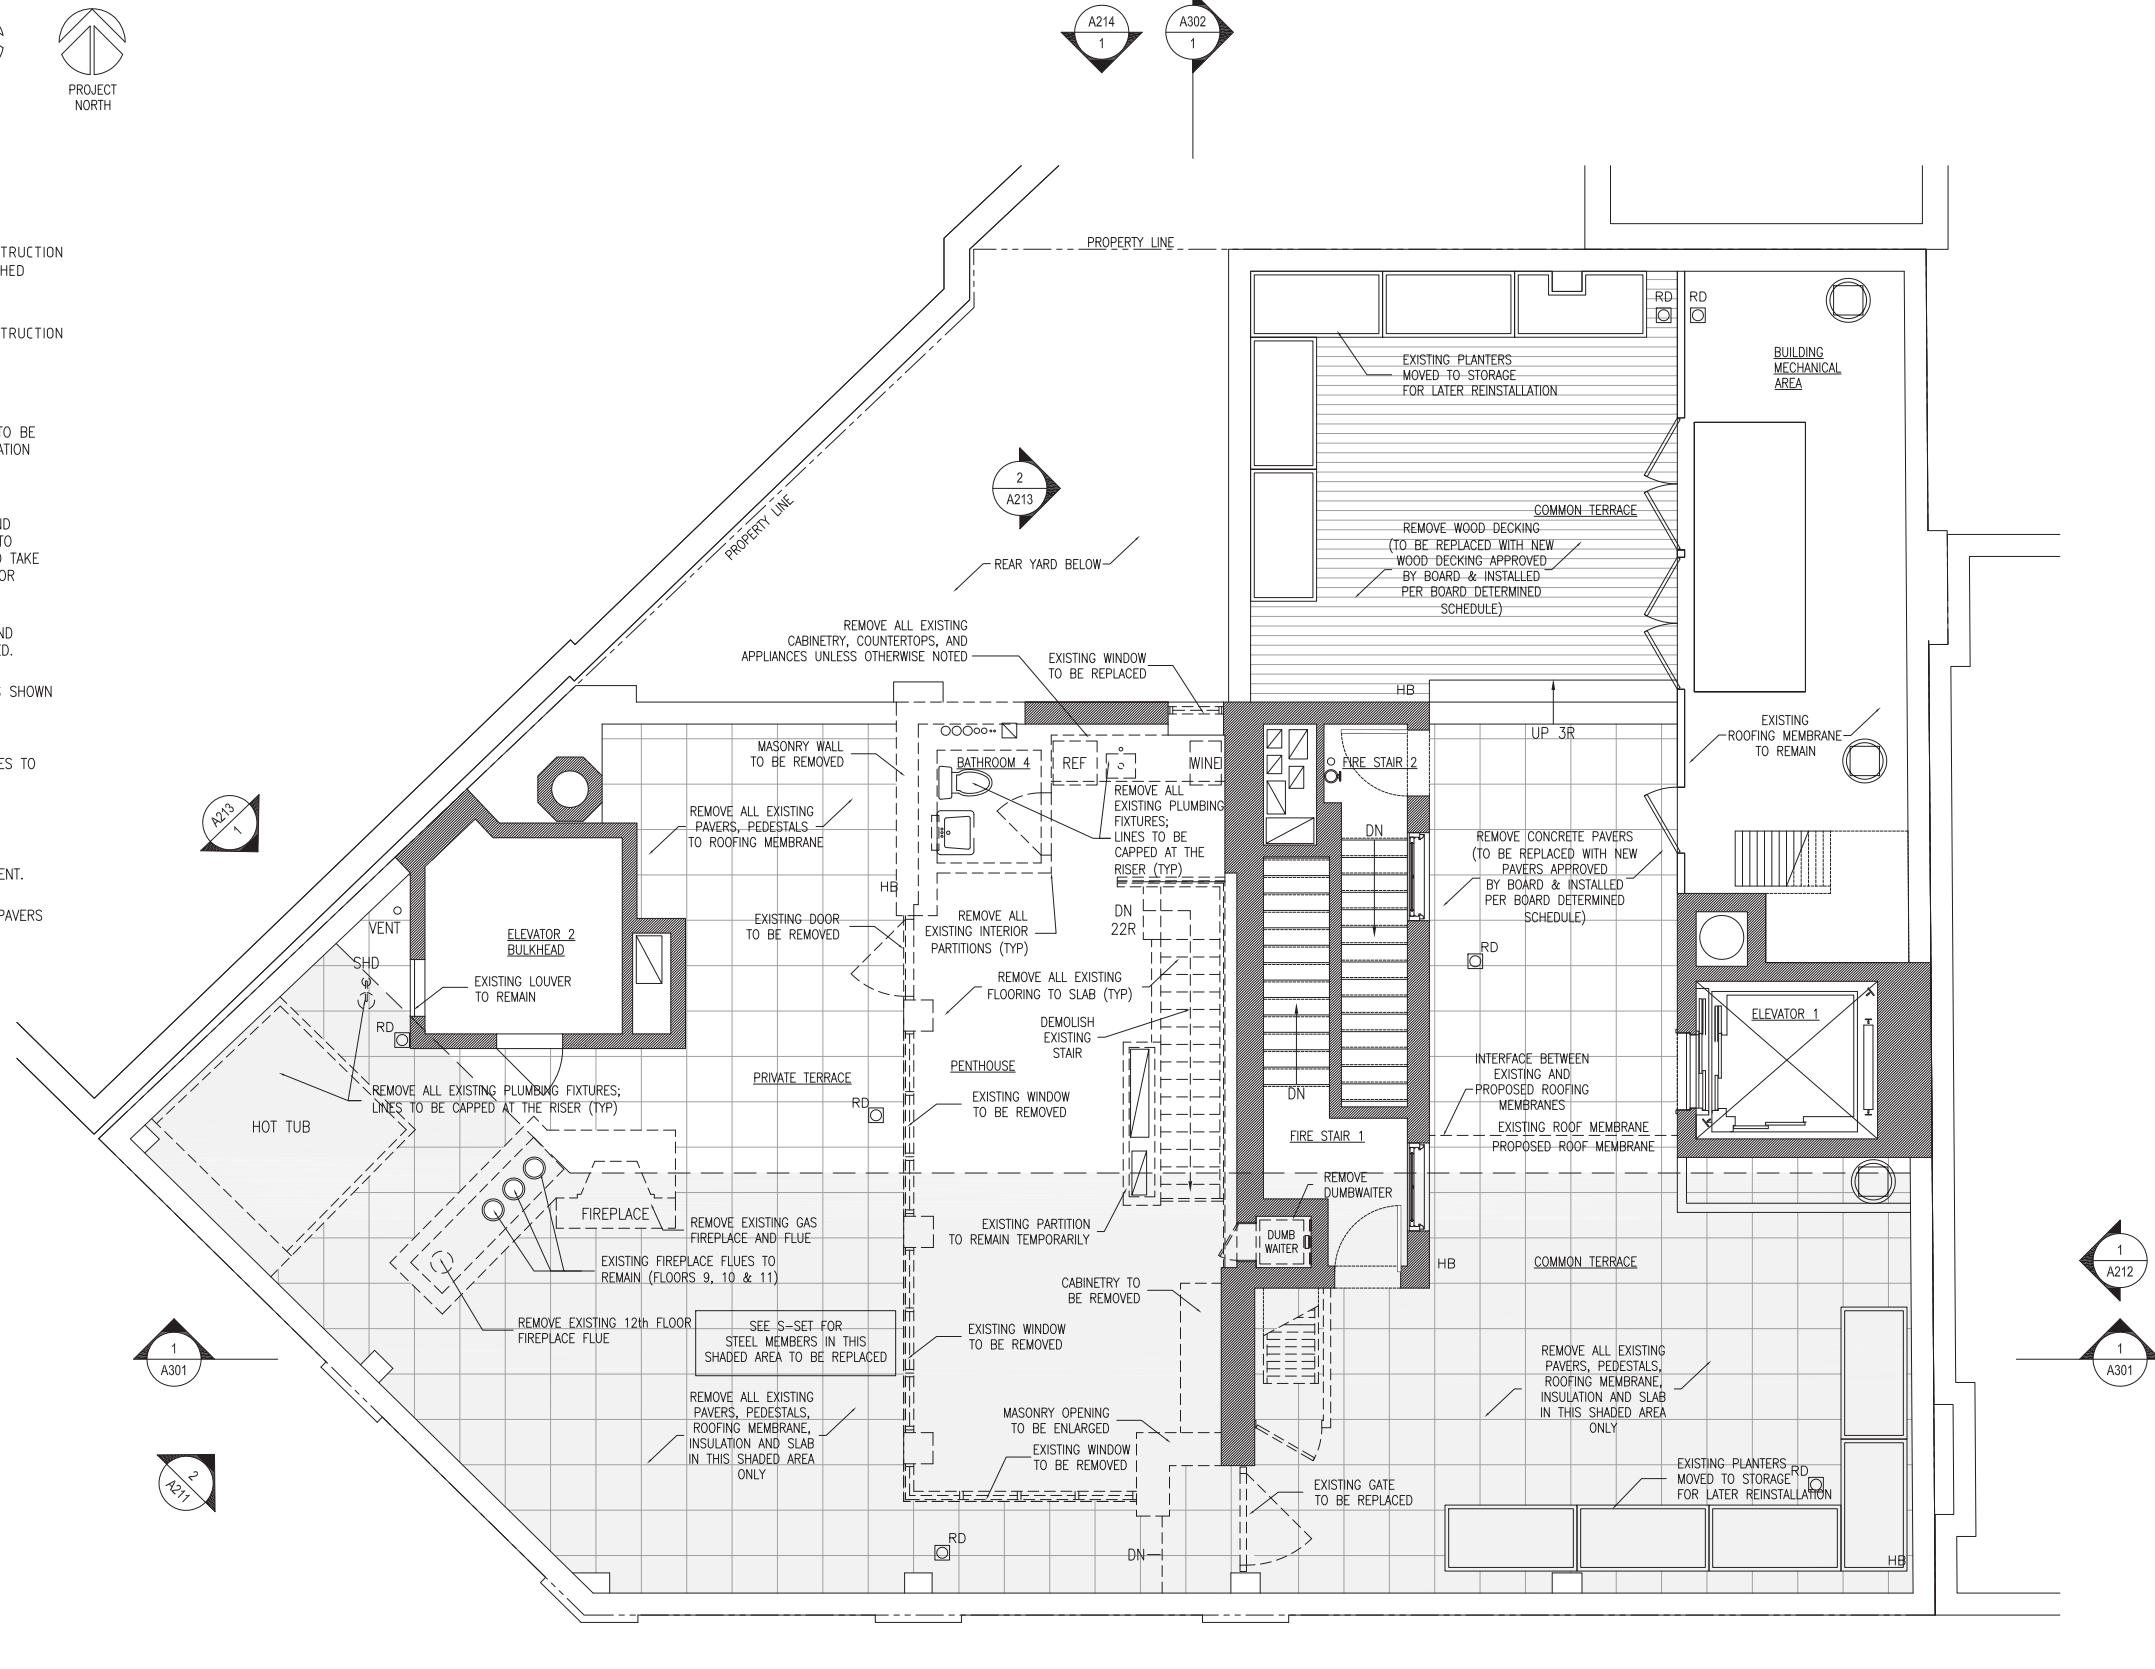 PROJECT
NORTH
A214
1
A302
1
TRUCTION
HED
TRUCTION
TO BE
ATION
ND
TO
TAKE
OR
ND
ED.
SHOWN
ES TO
ENT.
PAVERS
PROPERTY LINE
PROPERTY LINE
RD
RD
BUILDING
MECHANICAL
AREA
EXISTING PLANTERS
MOVED TO STORAGE
FOR LATER REINSTALLATION
2
A213
COMMON TERRACE
REMOVE WOOD DECKING
(TO BE REPLACED WITH NEW
WOOD DECKING APPROVED
BY BOARD & INSTALLED
PER BOARD DETERMINED
SCHEDULE)
REAR YARD BELOW
REMOVE ALL EXISTING
CABINETRY, COUNTERTOPS, AND
APPLIANCES UNLESS OTHERWISE NOTED
EXISTING WINDOW
TO BE REPLACED
HB
UP 3R
EXISTING
ROOFING MEMBRANE
TO REMAIN
MASONRY WALL
TO BE REMOVED
BATHROOM 4
REF
WINE
FIRE STAIR 2
REMOVE ALL
EXISTING PLUMBING
FIXTURES;
LINES TO BE
CAPPED AT THE
RISER (TYP)
A213
1
REMOVE ALL EXISTING
PAVERS, PEDESTALS
TO ROOFING MEMBRANE
DN
REMOVE CONCRETE PAVERS
(TO BE REPLACED WITH NEW
PAVERS APPROVED
BY BOARD & INSTALLED
PER BOARD DETERMINED
SCHEDULE)
HB
EXISTING DOOR
TO BE REMOVED
REMOVE ALL
EXISTING INTERIOR
PARTITIONS (TYP)
DN
22R
VENT
ELEVATOR 2
BULKHEAD
RD
SHD
EXISTING LOUVER
TO REMAIN
REMOVE ALL EXISTING
FLOORING TO SLAB (TYP)
RD
DEMOLISH
EXISTING
STAIR
ELEVATOR 1
PENTHOUSE
PRIVATE TERRACE
INTERFACE BETWEEN
EXISTING AND
PROPOSED ROOFING
MEMBRANES
REMOVE ALL EXISTING PLUMBING FIXTURES;
LINES TO BE CAPPED AT THE RISER (TYP)
RD
EXISTING WINDOW
TO BE REMOVED
DN
HOT TUB
FIRE STAIR 1
EXISTING ROOF MEMBRANE
PROPOSED ROOF MEMBRANE
REMOVE
DUMBWAITER
FIREPLACE
REMOVE EXISTING GAS
FIREPLACE AND FLUE
EXISTING PARTITION
TO REMAIN TEMPORARILY
DUMB
WAITER
EXISTING FIREPLACE FLUES TO
REMAIN (FLOORS 9, 10 & 11)
HB
COMMON TERRACE
1
A212
CABINETRY TO
BE REMOVED
REMOVE EXISTING 12th FLOOR
FIREPLACE FLUE
SEE S-SET FOR
STEEL MEMBERS IN THIS
SHADED AREA TO BE REPLACED
EXISTING WINDOW
TO BE REMOVED
1
A301
1
A301
REMOVE ALL EXISTING
PAVERS, PEDESTALS,
ROOFING MEMBRANE,
INSULATION AND SLAB
IN THIS SHADED AREA
ONLY
REMOVE ALL EXISTING
PAVERS, PEDESTALS,
ROOFING MEMBRANE,
INSULATION AND SLAB
IN THIS SHADED AREA
ONLY
MASONRY OPENING
TO BE ENLARGED
EXISTING WINDOW
TO BE REMOVED
2
A211
EXISTING GATE
TO BE REPLACED
EXISTING PLANTERS
MOVED TO STORAGE
FOR LATER REINSTALLATION
RD
RD
DN
HB